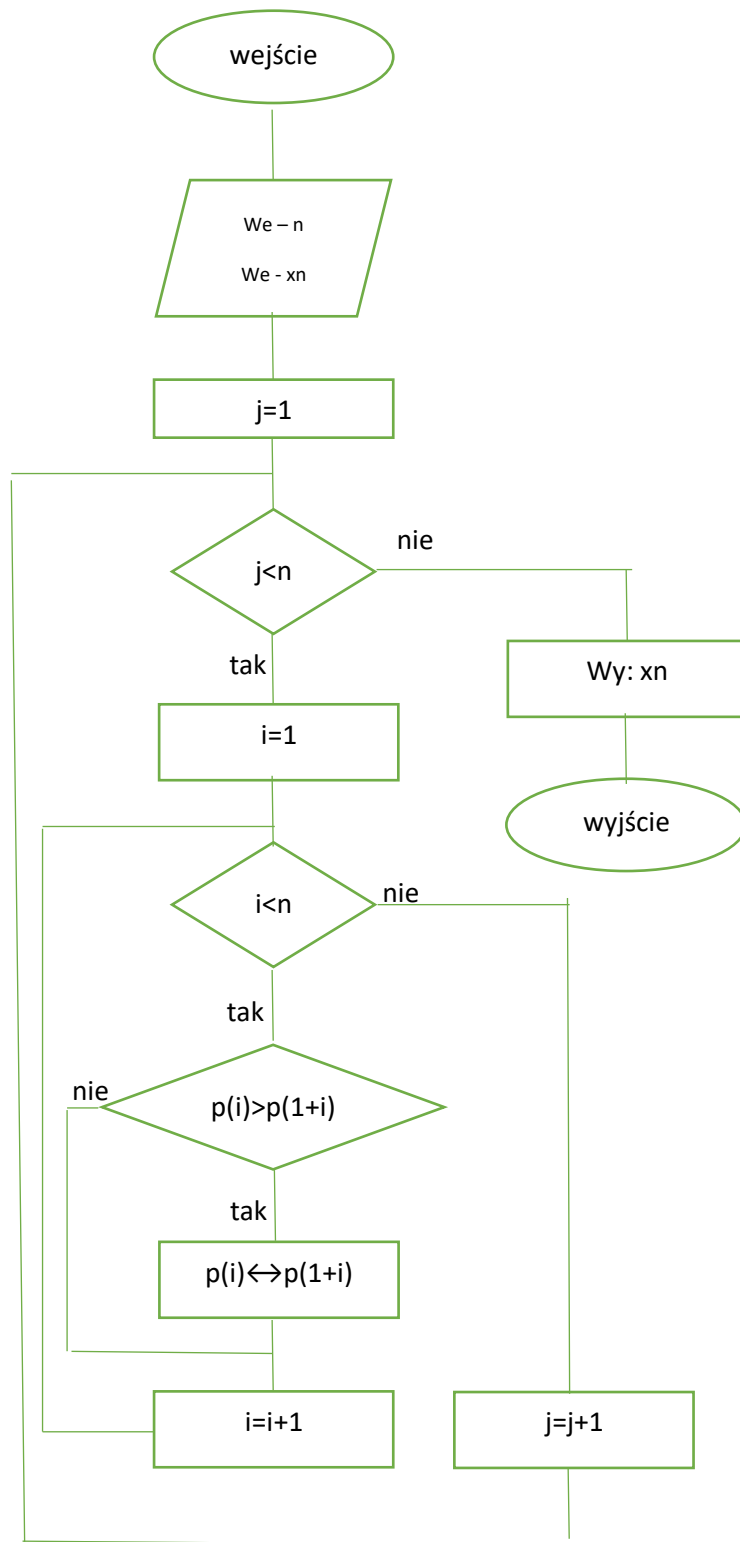 wejście
We – n
We - xn
j=1
j<n
nie
tak
Wy: xn
i=1
wyjście
i<n
nie
tak
nie
p(i)>p(1+i)
tak
p(i)↔p(1+i)
i=i+1
j=j+1